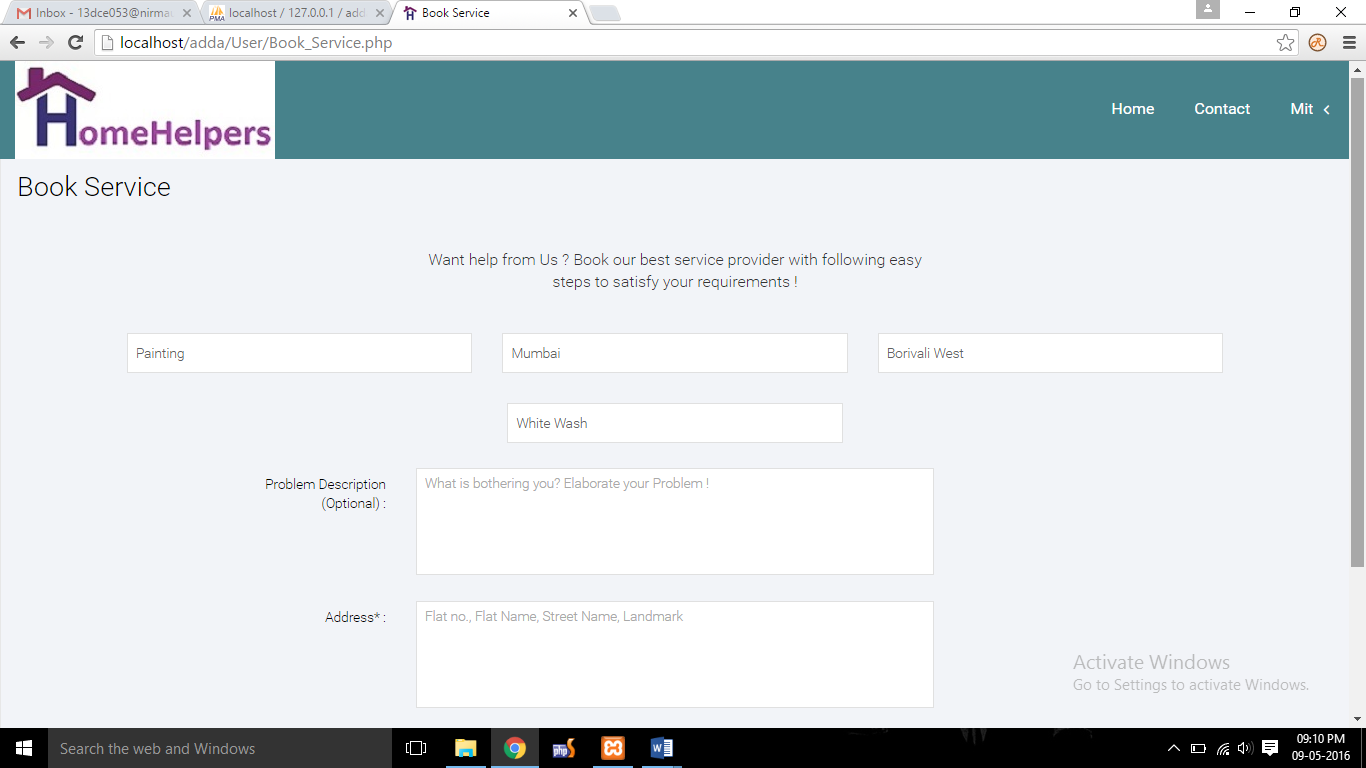 Inbox - 13dce053@nirmau
localhost / 127.0.0.1 / add
Book Service
localhost/adda/User/Book_Service.php
HomeHelpers
Home
Contact
Mit
Book Service
Want help from Us ? Book our best service provider with following easy
steps to satisfy your requirements !
Painting
Mumbai
Borivali West
White Wash
Problem Description
(Optional) :
What is bothering you? Elaborate your Problem !
Address* :
Flat no., Flat Name, Street Name, Landmark
Activate Windows
Go to Settings to activate Windows.
Search the web and Windows
09:10 PM
09-05-2016